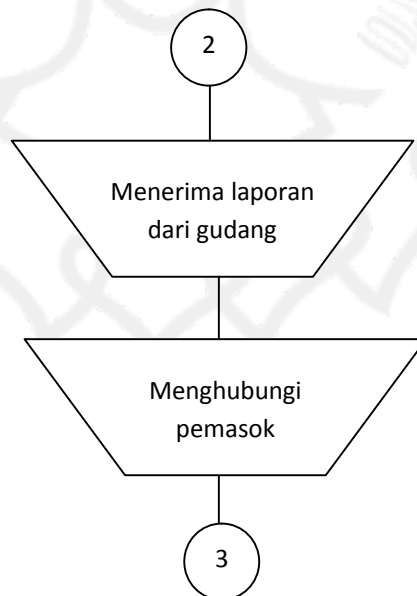 2
Menerima laporan
dari gudang
Menghubungi
pemasok
3